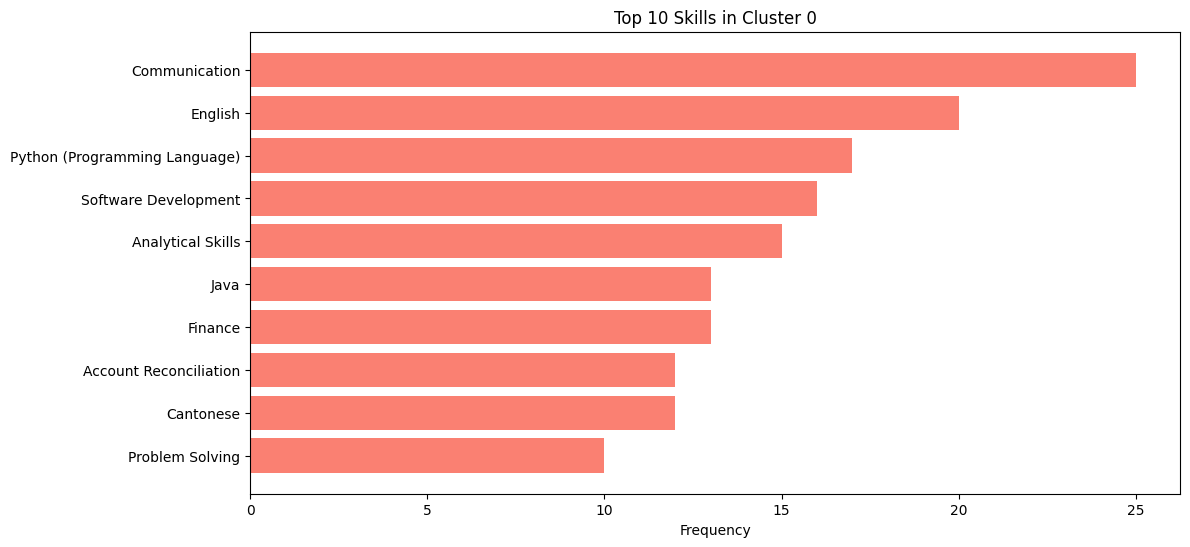 Top 10 Skills in Cluster 0
Communication
English
Python (Programming Language)
Software Development
Analytical Skills
Java
Finance
Account Reconciliation
Cantonese
Problem Solving
0 5 10 15 20 25
Frequency